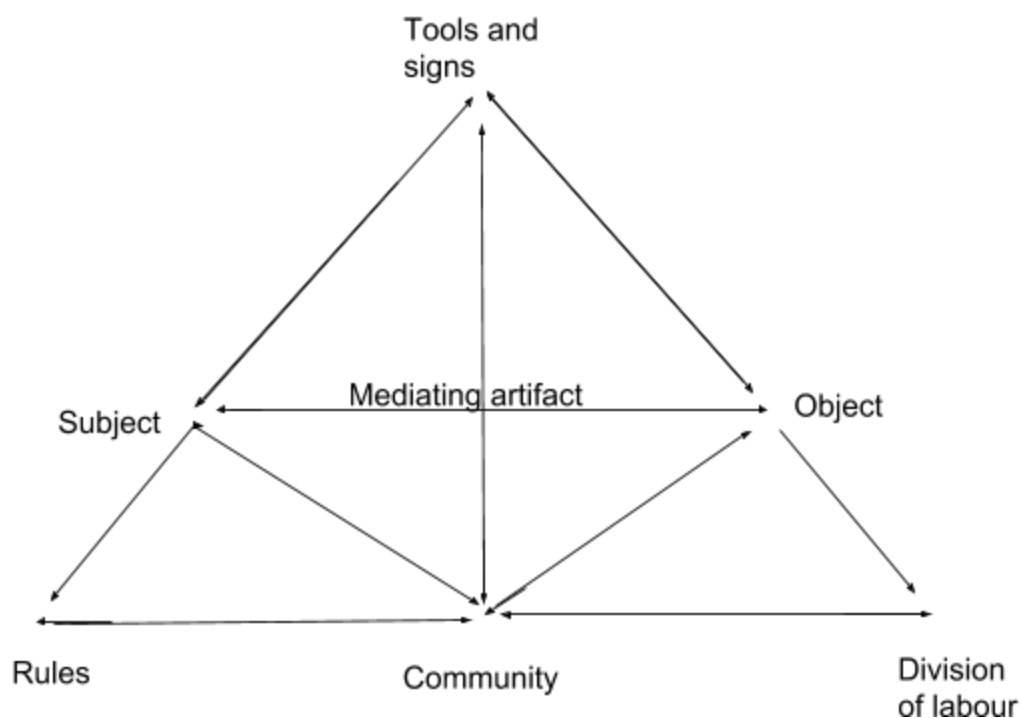 Tools and
signs
Mediating artifact
Subject
Object
Rules
Community
Division
of labour